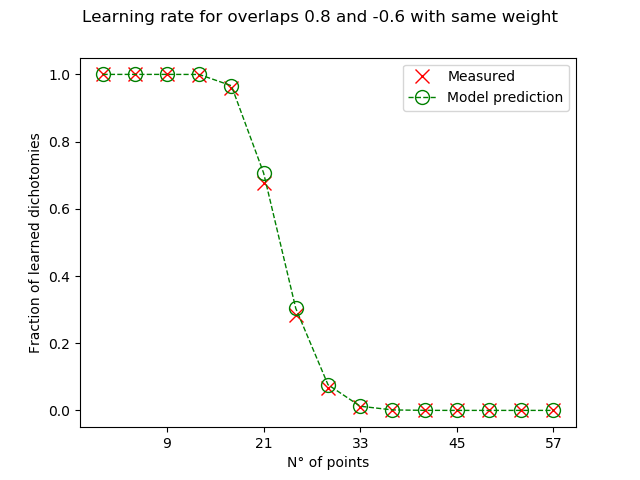 Learning rate for overlaps 0.8 and -0.6 with same weight
Measured
Model prediction
1.0
0.8
0.6
0.4
0.2
0.0
Fraction of learned dichotomies
9 21 33 45 57
N° of points